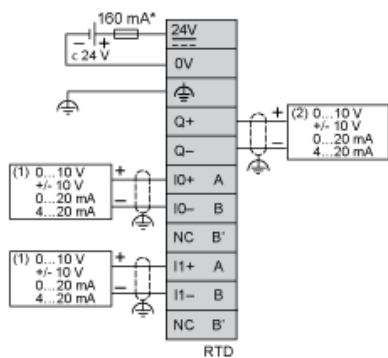 160 mA*
c 24 V
24V
0V
Q+
Q–
I0+ A
I0– B
NC B'
I1+ A
I1– B
NC B'
RTD
(2) 0...10 V
+/- 10 V
0...20 mA
4...20 mA
+
–
(1) 0...10 V
+/- 10 V
0...20 mA
4...20 mA
+
–
(1) 0...10 V
+/- 10 V
0...20 mA
4...20 mA
+
–
– +